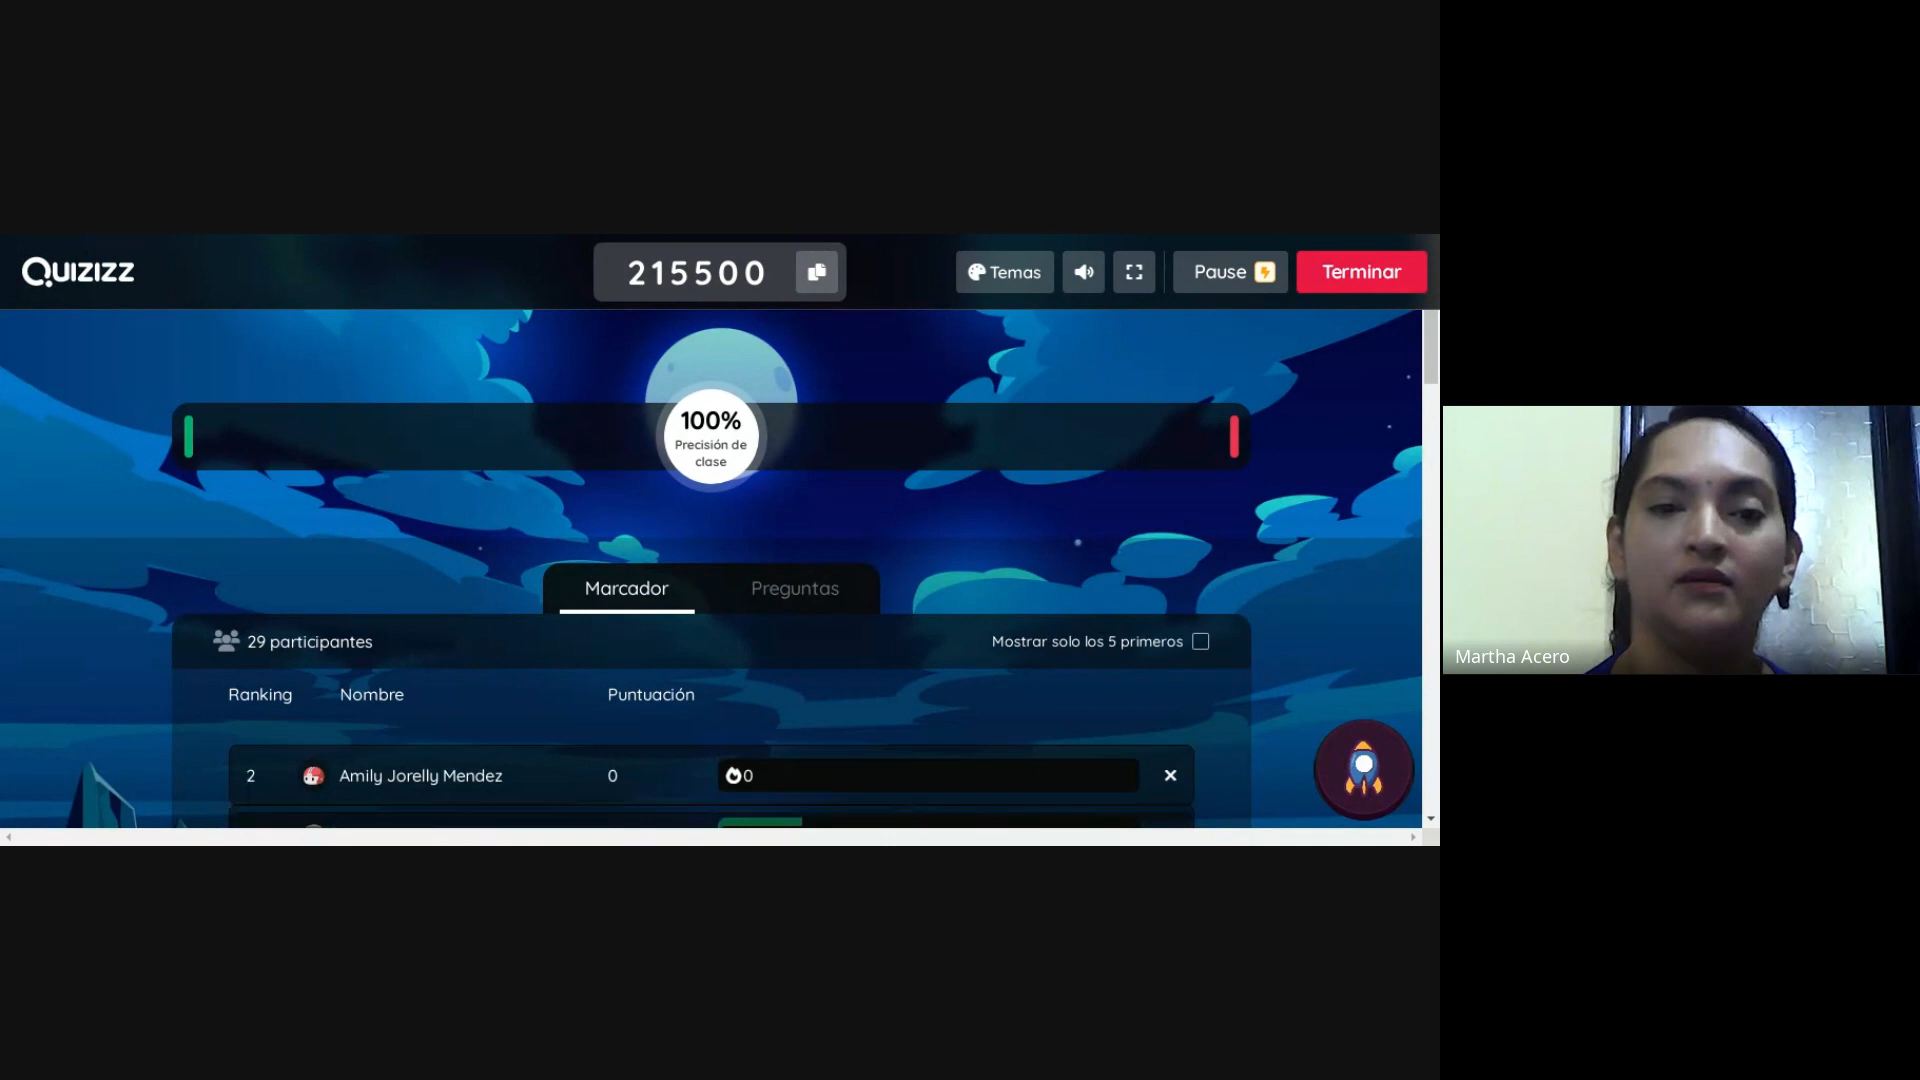 QUIZIZZ
215500
Temas
Pause
Terminar
100%
Precisión de
clase
Marcador
Preguntas
29 participantes
Mostrar solo los 5 primeros
Ranking Nombre Puntuación
2 Amily Jorelly Mendez 0 0
Martha Acero